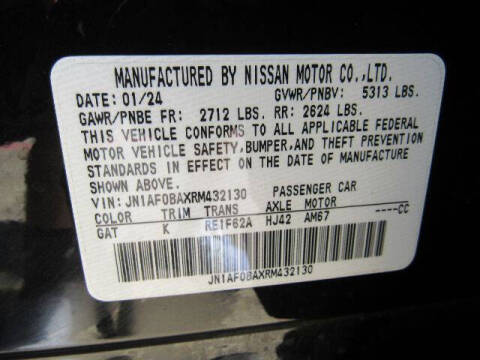 MANUFACTURED BY NISSAN MOTOR CO.,LTD.
DATE: 01/24 GVWR/PNBV: 5313 LBS.
GAWR/PNBE FR: 2712 LBS. RR: 2624 LBS.
THIS VEHICLE CONFORMS TO ALL APPLICABLE FEDERAL
MOTOR VEHICLE SAFETY,BUMPER,AND THEFT PREVENTION
STANDARDS IN EFFECT ON THE DATE OF MANUFACTURE
SHOWN ABOVE.
VIN: JN1AF0BAXRM432130 PASSENGER CAR
COLOR TRIM TRANS AXLE MOTOR
GAT K RE1F62A HJ42 AM67 ----CC
JN1AF0BAXRM432130